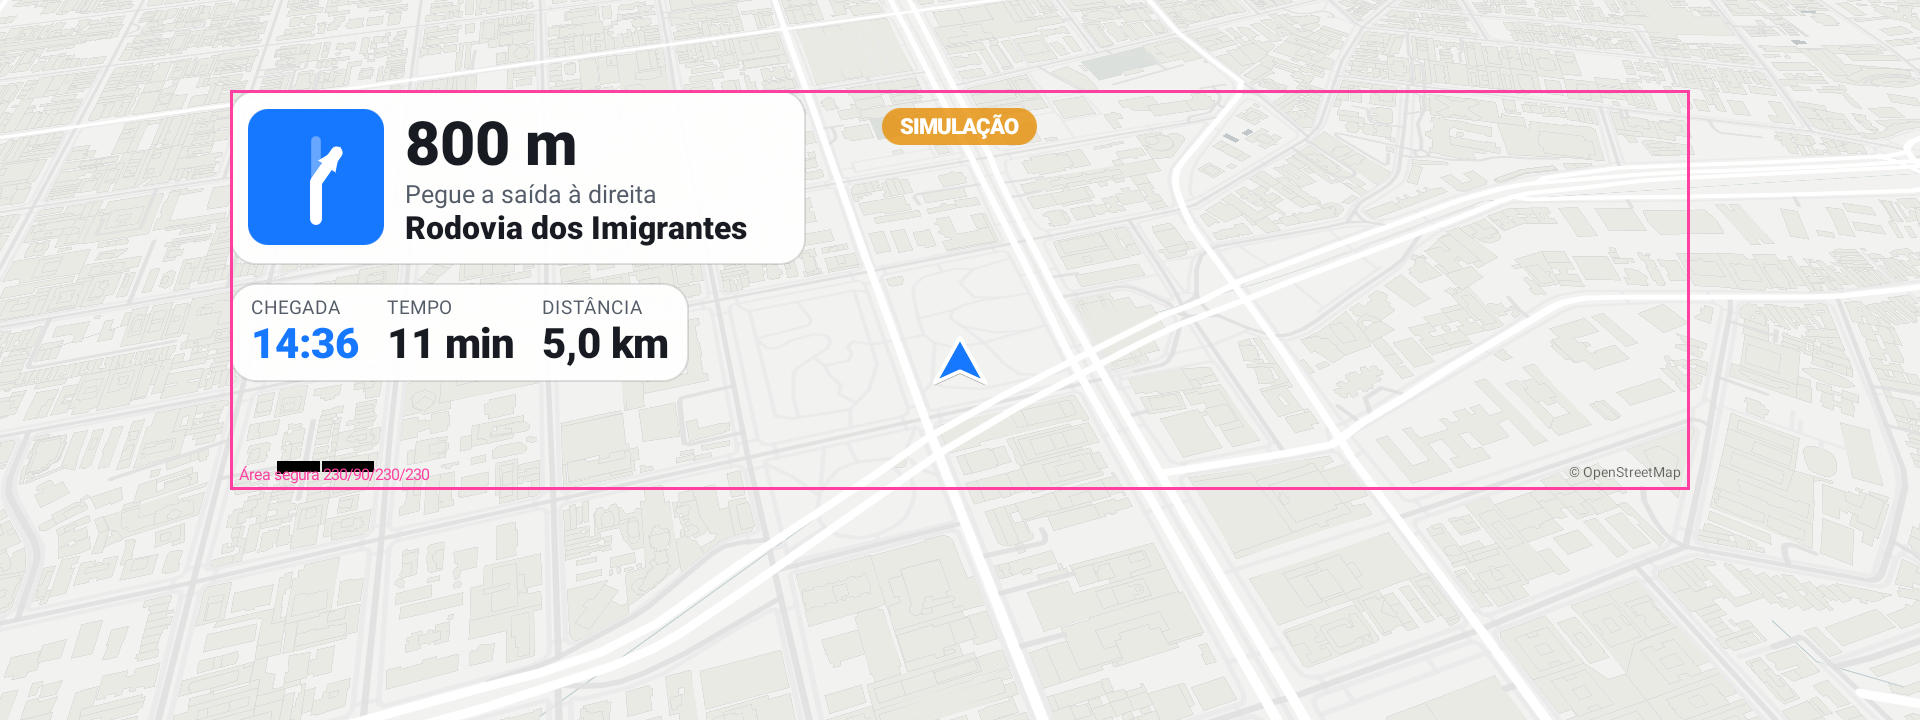 800 m
Pegue a saída à direita
Rodovia dos Imigrantes
SIMULAÇÃO
CHEGADA TEMPO DISTÂNCIA
14:36 11 min 5,0 km
Área segura 230/90/230/230
© OpenStreetMap